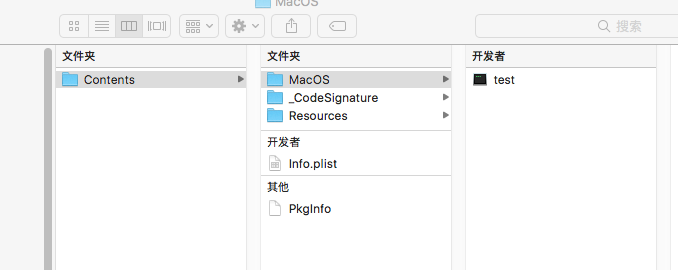 MacOS
搜索
文件夹
Contents
文件夹
MacOS
_CodeSignature
Resources
开发者
Info.plist
其他
PkgInfo
开发者
test